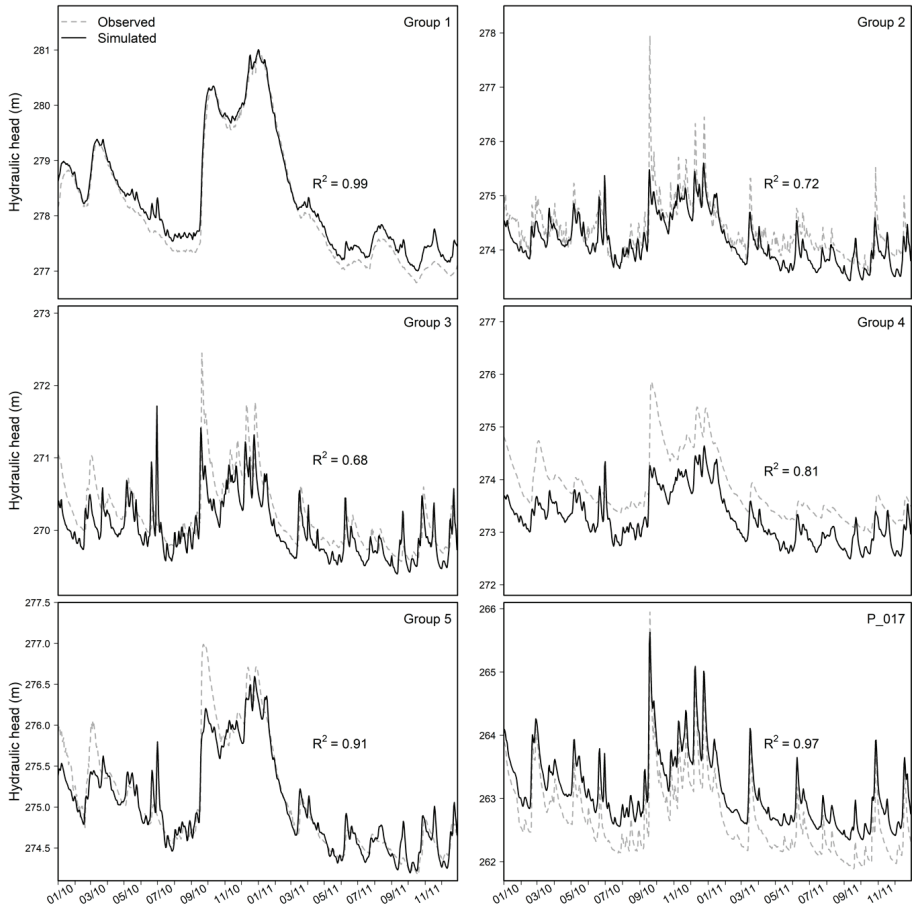 Observed
Simulated
Group 1
Hydraulic head (m)
281
280
279
278
277
R² = 0.99
Group 2
278
277
276
275
274
R² = 0.72
Group 3
Hydraulic head (m)
273
272
271
270
R² = 0.68
Group 4
277
276
275
274
273
272
R² = 0.81
Group 5
Hydraulic head (m)
277.5
277.0
276.5
276.0
275.5
275.0
274.5
R² = 0.91
P_017
266
265
264
263
262
R² = 0.97
01/10 03/10 05/10 07/10 09/10 11/10 01/11 03/11 05/11 07/11 09/11 11/11
01/10 03/10 05/10 07/10 09/10 11/10 01/11 03/11 05/11 07/11 09/11 11/11